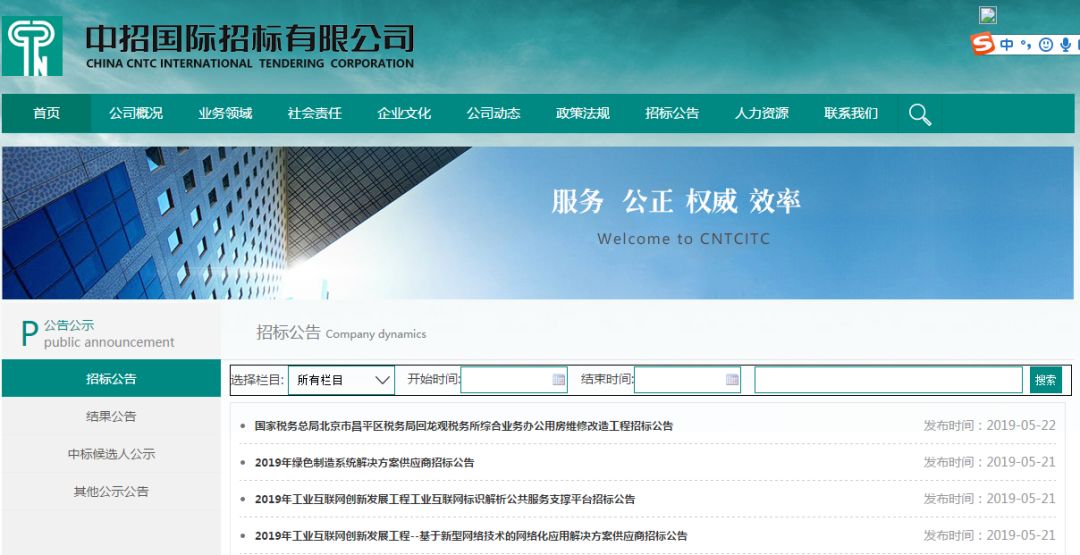 中招国际招标有限公司
CHINA CNTC INTERNATIONAL TENDERING CORPORATION
中
首页 公司概况 业务领域 社会责任 企业文化 公司动态 政策法规 招标公告 人力资源 联系我们
服务 公正 权威 效率
Welcome to CNTCITC
P 公告公示
public announcement
招标公告 Company dynamics
招标公告
结果公告
中标候选人公示
其他公示公告
选择栏目: 所有栏目 开始时间: 结束时间: 搜索
国家税务总局北京市昌平区税务局回龙观税务所综合业务办公用房维修改造工程招标公告 发布时间：2019-05-22
2019年绿色制造系统解决方案供应商招标公告 发布时间：2019-05-21
2019年工业互联网创新发展工程工业互联网标识解析公共服务支撑平台招标公告 发布时间：2019-05-21
2019年工业互联网创新发展工程--基于新型网络技术的网络化应用解决方案供应商招标公告 发布时间：2019-05-21